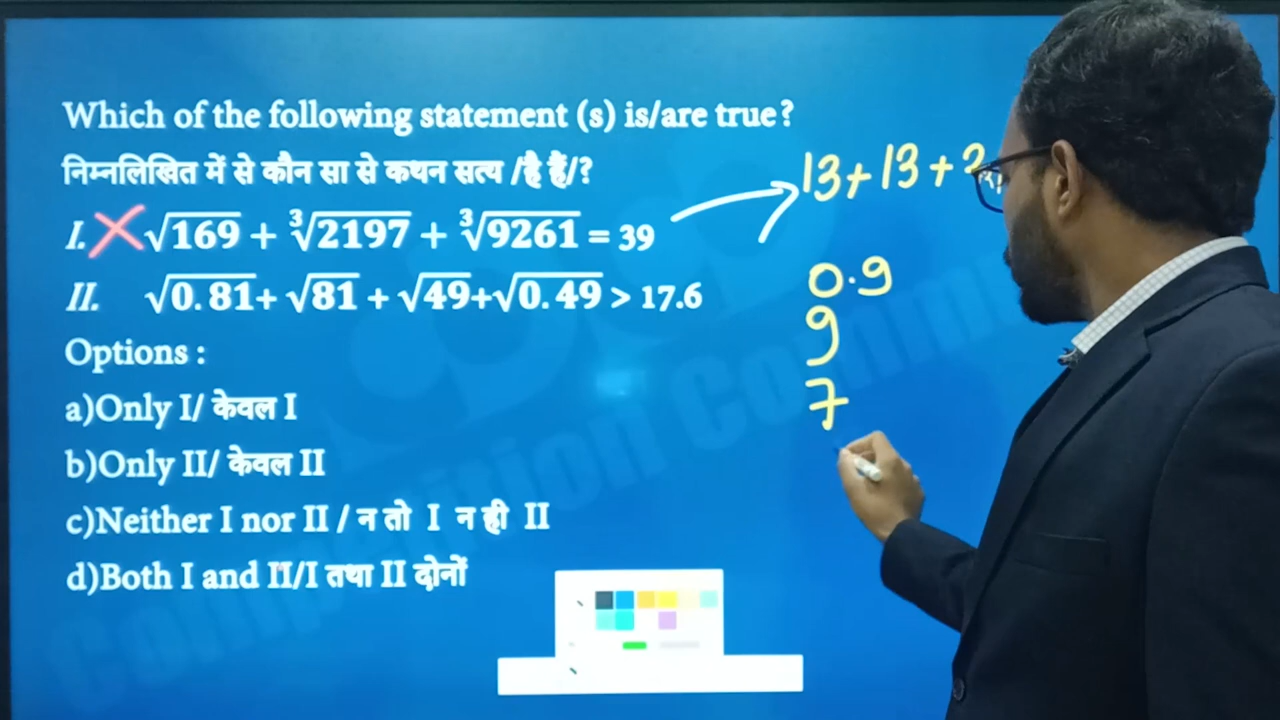 Which of the following statement (s) is/are true?
निम्नलिखित में से कौन सा से कथन सत्य /है हैं/?
I. √169 + ∛2197 + ∛9261 = 39
13 + 13 +
II. √0.81+ √81 + √49+√0.49 > 17.6
0.9
9
7
Options :
a)Only I/ केवल I
b)Only II/ केवल II
c)Neither I nor II / न तो I न ही II
d)Both I and II/I तथा II दोनों